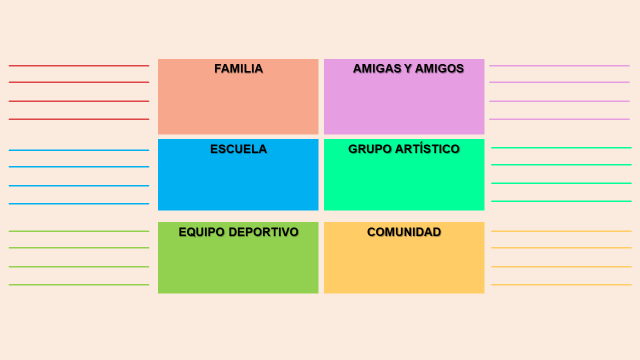 FAMILIA
AMIGAS Y AMIGOS
ESCUELA
GRUPO ARTÍSTICO
EQUIPO DEPORTIVO
COMUNIDAD